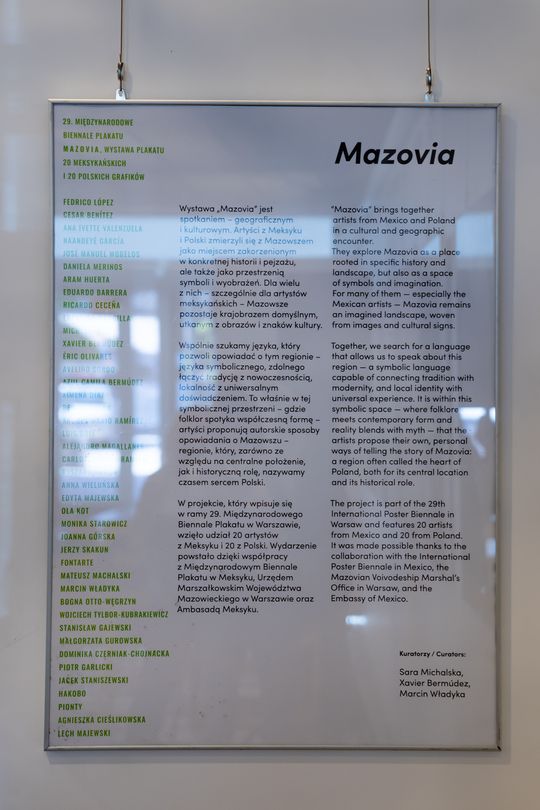 29. MIĘDZYNARODOWE
BIENNALE PLAKATU
MAZOVIA, WYSTAWA PLAKATU
20 MEKSYKAŃSKICH
I 20 POLSKICH GRAFIKÓW
FEDRICO LÓPEZ
CESAR BENÍTEZ
ANA IVETTE VALENZUELA
NAANDEYÉ GARCÍA
JOSÉ MANUEL MORELOS
DANIELA MERINOS
ARAM HUERTA
EDUARDO BARRERA
RICARDO CECEÑA
XAVIER BERMÚDEZ
ÉRIC OLIVARES
AVELINO SORDO
AZUL CAMILA BERMÚDEZ
XIMENA DÍAZ
RAMÍREZ
ALEJANDRO MAGALLANES
ANNA WIELUŃSKA
EDYTA MAJEWSKA
OLA KOT
MONIKA STAROWICZ
JOANNA GÓRSKA
JERZY SKAKUN
FONTARTE
MATEUSZ MACHALSKI
MARCIN WŁADYKA
BOGNA OTTO-WĘGRZYN
WOJCIECH TYLBOR-KUBRAKIEWICZ
STANISŁAW GAJEWSKI
MAŁGORZATA GUROWSKA
DOMINIKA CZERNIAK-CHOJNACKA
PIOTR GARLICKI
JACEK STANISZEWSKI
HAKOBO
PIONTY
AGNIESZKA CIEŚLIKOWSKA
LECH MAJEWSKI
Mazovia
Wystawa „Mazovia” jest
spotkaniem – geograficznym
i kulturowym. Artyści z Meksyku
i Polski zmierzyli się z Mazowszem
jako miejscem zakorzenionym
w konkretnej historii i pejzażu,
ale także jako przestrzenią
symboli i wyobrażeń. Dla wielu
z nich – szczególnie dla artystów
meksykańskich – Mazowsze
pozostaje krajobrazem domyślnym,
utkanym z obrazów i znaków kultury.
Wspólnie szukamy języka, który
pozwoli opowiadać o tym regionie –
języka symbolicznego, zdolnego
łączyć tradycję z nowoczesnością,
lokalność z uniwersalnym
doświadczeniem. To właśnie w tej
symbolicznej przestrzeni – gdzie
folklor spotyka współczesną formę –
artyści proponują autorskie sposoby
opowiadania o Mazowszu –
regionie, który, zarówno ze
względu na centralne położenie,
jak i historyczną rolę, nazywamy
czasem sercem Polski.
W projekcie, który wpisuje się
w ramy 29. Międzynarodowego
Biennale Plakatu w Warszawie,
wzięło udział 20 artystów
z Meksyku i 20 z Polski. Wydarzenie
powstało dzięki współpracy
z Międzynarodowym Biennale
Plakatu w Meksyku, Urzędem
Marszałkowskim Województwa
Mazowieckiego w Warszawie oraz
Ambasadą Meksyku.
“Mazovia” brings together
artists from Mexico and Poland
in a cultural and geographic
encounter.
They explore Mazovia as a place
rooted in specific history and
landscape, but also as a space
of symbols and imagination.
For many of them — especially the
Mexican artists — Mazovia remains
an imagined landscape, woven
from images and cultural signs.
Together, we search for a language
that allows us to speak about this
region — a symbolic language
capable of connecting tradition with
modernity, and local identity with
universal experience. It is within this
symbolic space — where folklore
meets contemporary form and
reality blends with myth — that the
artists propose their own, personal
ways of telling the story of Mazovia:
a region often called the heart of
Poland, both for its central location
and its historical role.
The project is part of the 29th
International Poster Biennale in
Warsaw and features 20 artists
from Mexico and 20 from Poland.
It was made possible thanks to the
collaboration with the International
Poster Biennale in Mexico, the
Mazovian Voivodeship Marshal’s
Office in Warsaw, and the
Embassy of Mexico.
Kuratorzy / Curators:
Sara Michalska,
Xavier Bermúdez,
Marcin Władyka